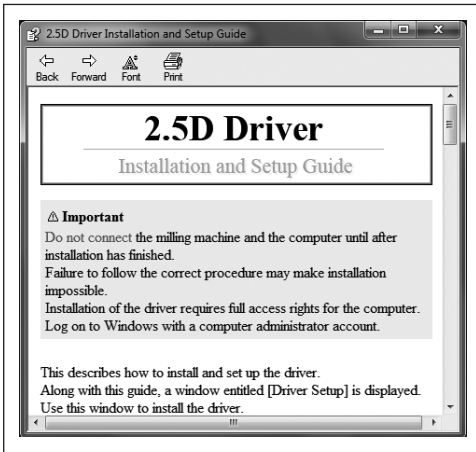 2.5D Driver Installation and Setup Guide
Back Forward Font Print
2.5D Driver
Installation and Setup Guide
⚠ Important
Do not connect the milling machine and the computer until after
installation has finished.
Failure to follow the correct procedure may make installation
impossible.
Installation of the driver requires full access rights for the computer.
Log on to Windows with a computer administrator account.
This describes how to install and set up the driver.
Along with this guide, a window entitled [Driver Setup] is displayed.
Use this window to install the driver.